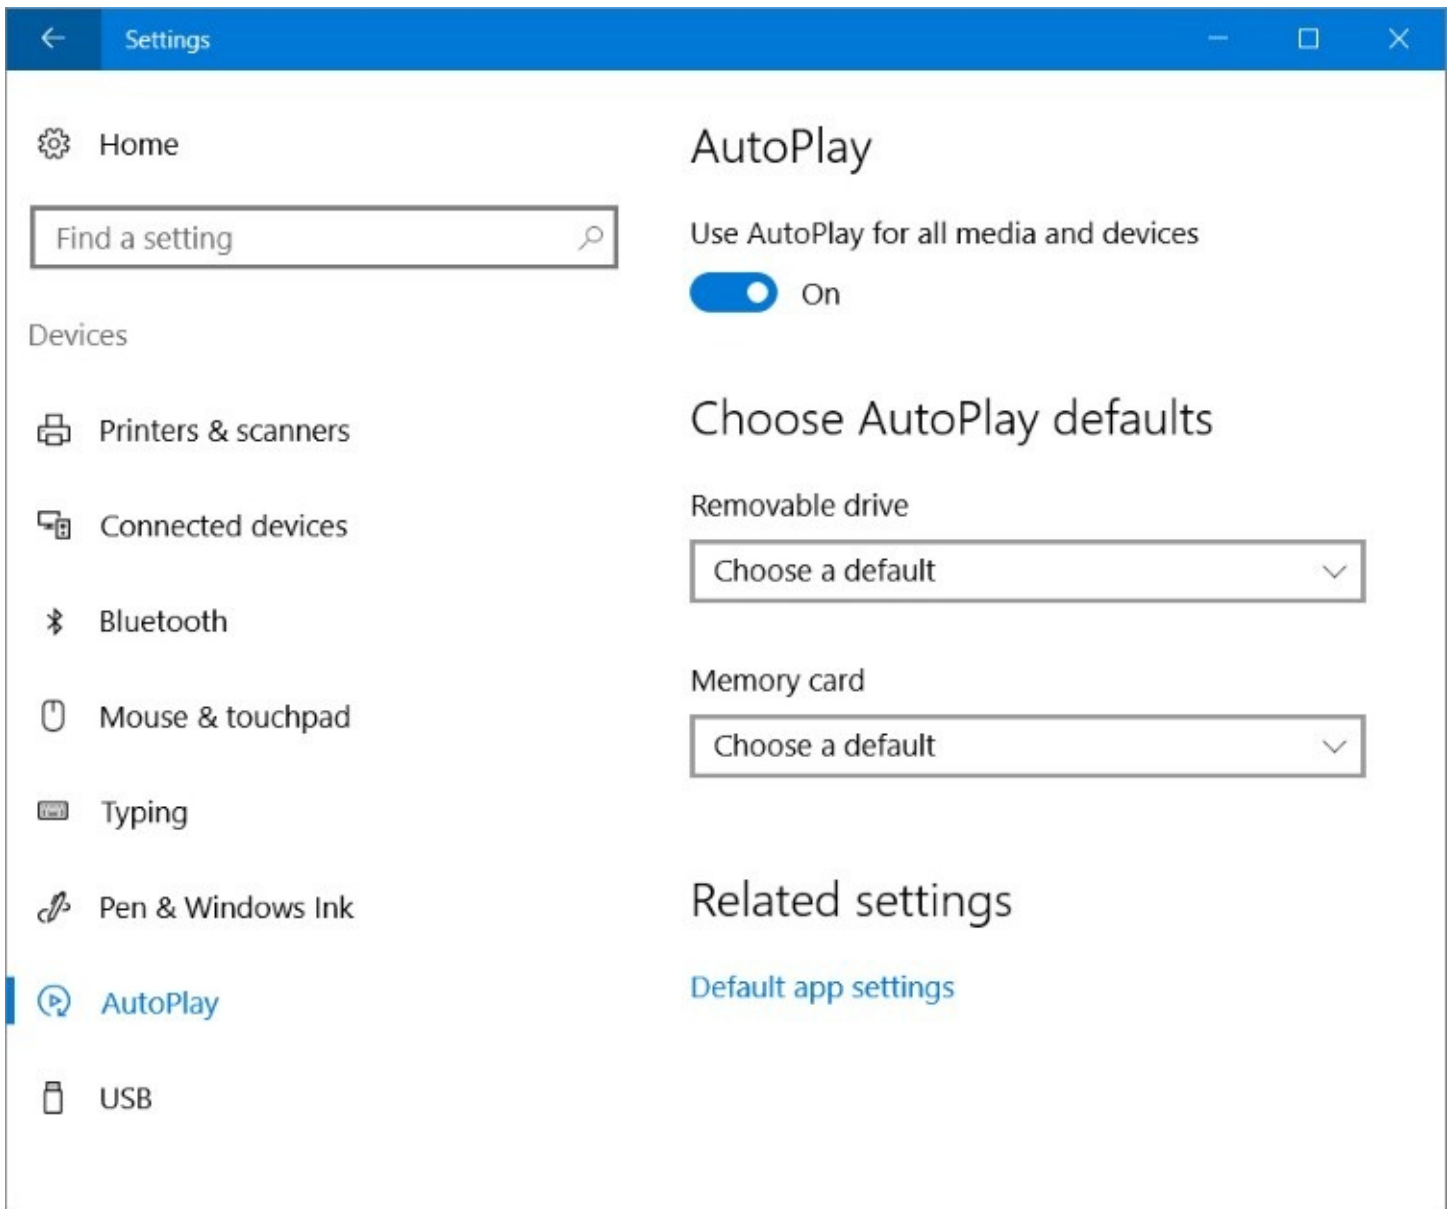 Settings
Home
Find a setting
Devices
Printers & scanners
Connected devices
Bluetooth
Mouse & touchpad
Typing
Pen & Windows Ink
AutoPlay
USB
AutoPlay
Use AutoPlay for all media and devices
On
Choose AutoPlay defaults
Removable drive
Choose a default
Memory card
Choose a default
Related settings
Default app settings